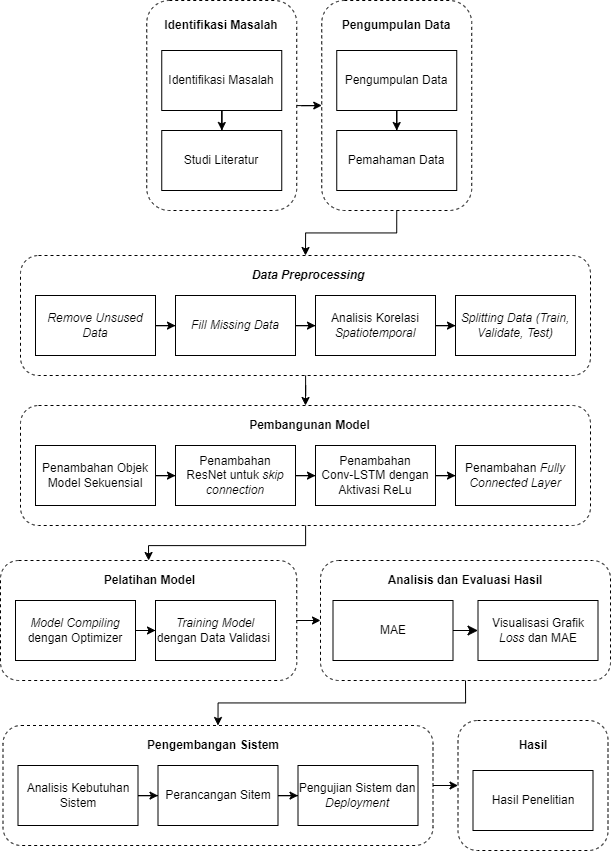 Identifikasi Masalah
Identifikasi Masalah
Studi Literatur
Pengumpulan Data
Pengumpulan Data
Pemahaman Data
Data Preprocessing
Remove Unsused
Data
Fill Missing Data
Analisis Korelasi
Spatiotemporal
Splitting Data (Train,
Validate, Test)
Pembangunan Model
Penambahan Objek
Model Sekuensial
Penambahan
ResNet untuk skip
connection
Penambahan
Conv-LSTM dengan
Aktivasi ReLu
Penambahan Fully
Connected Layer
Pelatihan Model
Model Compiling
dengan Optimizer
Training Model
dengan Data Validasi
Analisis dan Evaluasi Hasil
MAE
Visualisasi Grafik
Loss dan MAE
Pengembangan Sistem
Analisis Kebutuhan
Sistem
Perancangan Sitem
Pengujian Sistem dan
Deployment
Hasil
Hasil Penelitian